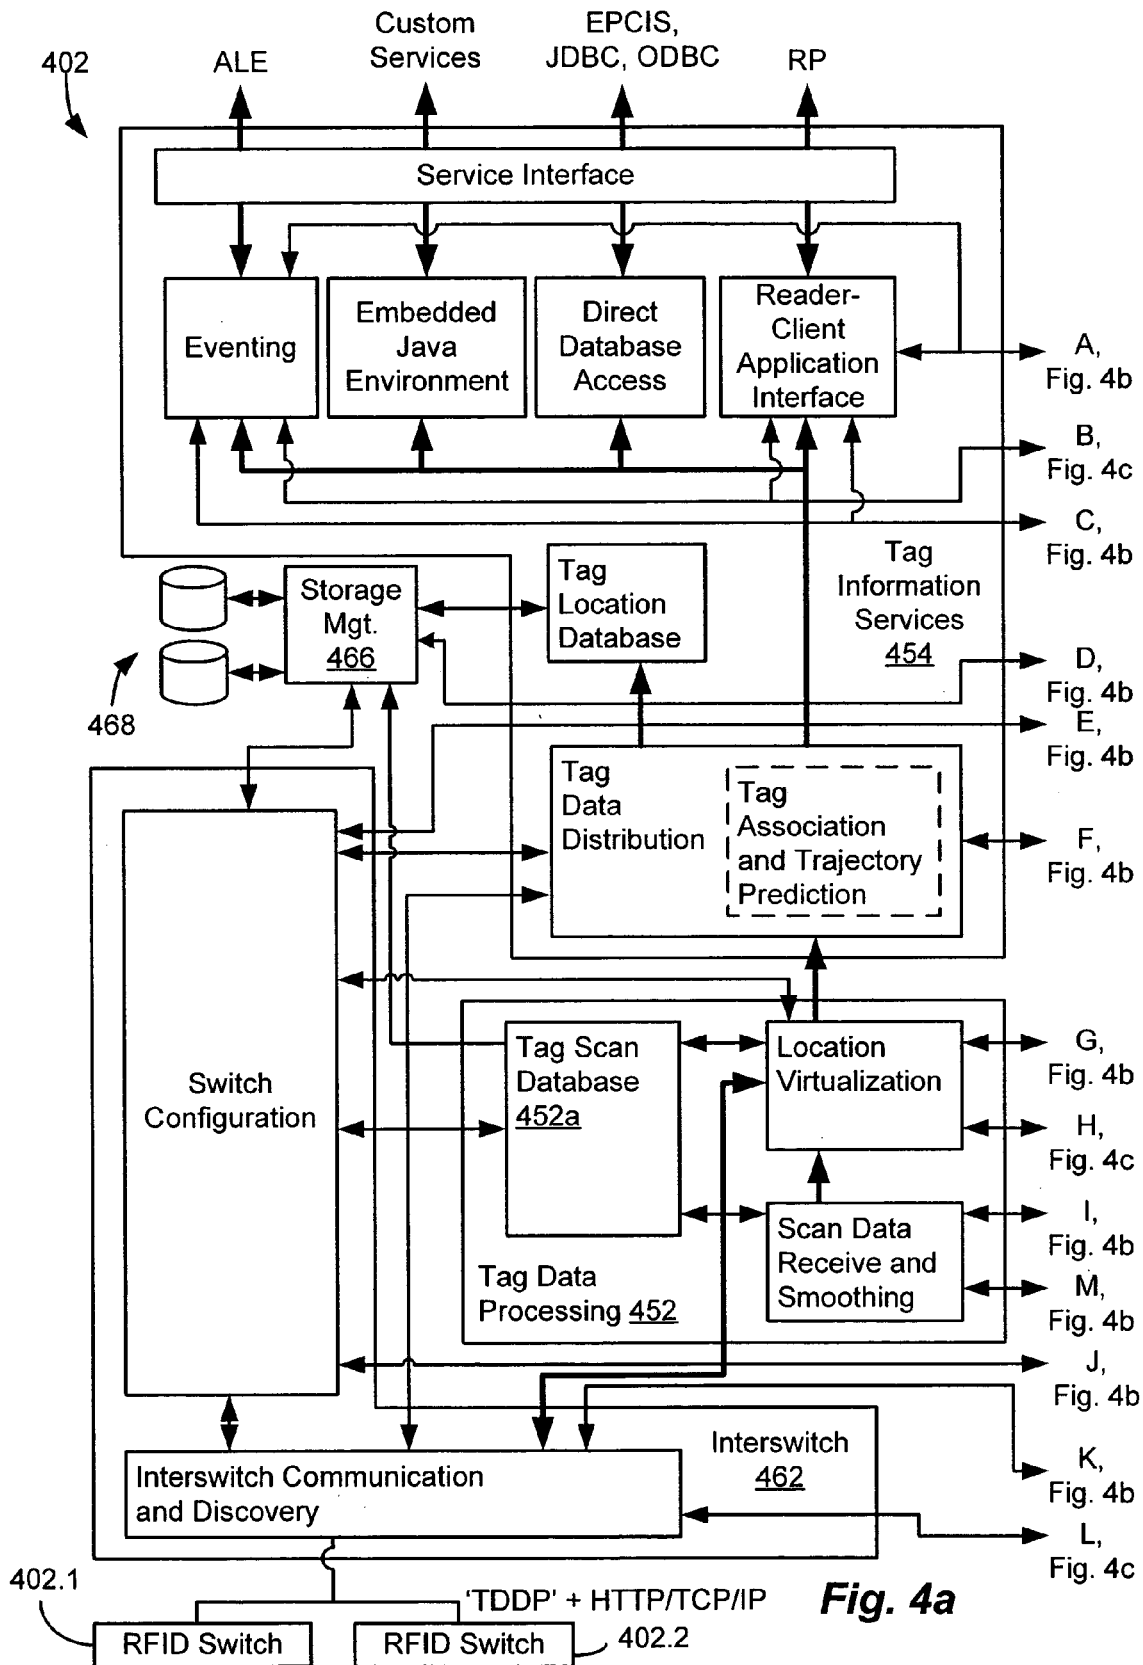 402
ALE
Custom
Services
EPCIS,
JDBC, ODBC
RP
Service Interface
Eventing
Embedded
Java
Environment
Direct
Database
Access
Reader-
Client
Application
Interface
A,
Fig. 4b
B,
Fig. 4c
C,
Fig. 4b
Storage
Mgt.
466
468
Tag
Location
Database
Tag
Information
Services
454
D,
Fig. 4b
E,
Fig. 4b
Tag
Data
Distribution
Tag
Association
and Trajectory
Prediction
F,
Fig. 4b
Switch
Configuration
Tag Scan
Database
452a
Location
Virtualization
G,
Fig. 4b
H,
Fig. 4c
Scan Data
Receive and
Smoothing
I,
Fig. 4b
M,
Fig. 4b
Tag Data
Processing 452
J,
Fig. 4b
Interswitch Communication
and Discovery
Interswitch
462
K,
Fig. 4b
L,
Fig. 4c
402.1
'TDDP' + HTTP/TCP/IP
Fig. 4a
RFID Switch
RFID Switch
402.2